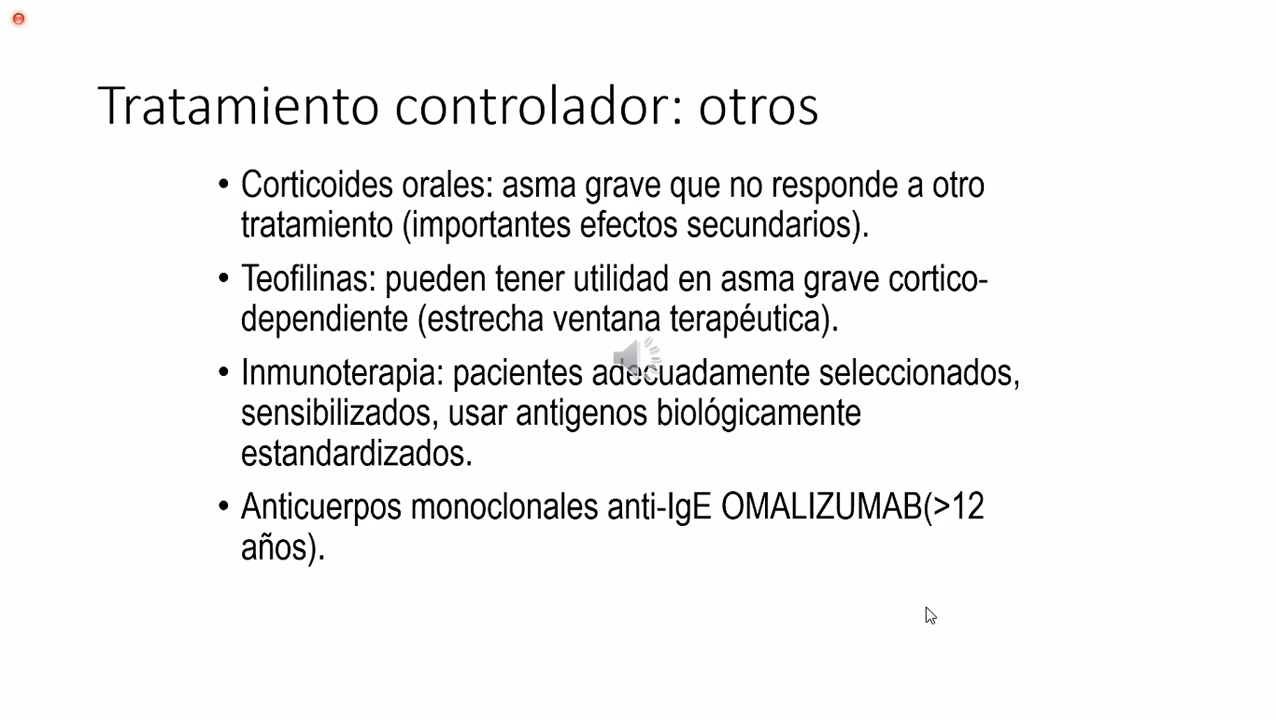 Tratamiento controlador: otros
• Corticoides orales: asma grave que no responde a otro
tratamiento (importantes efectos secundarios).
• Teofilinas: pueden tener utilidad en asma grave cortico-
dependiente (estrecha ventana terapéutica).
• Inmunoterapia: pacientes adecuadamente seleccionados,
sensibilizados, usar antigenos biológicamente
estandardizados.
• Anticuerpos monoclonales anti-IgE OMALIZUMAB(>12
años).